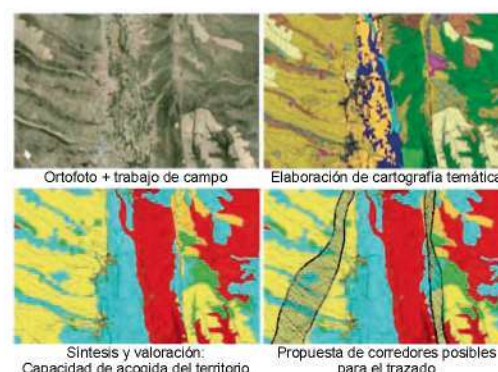 Ortofoto + trabajo de campo
Elaboración de cartografía temática
Síntesis y valoración:
Capacidad de acogida del territorio
Propuesta de corredores posibles
para el trazado